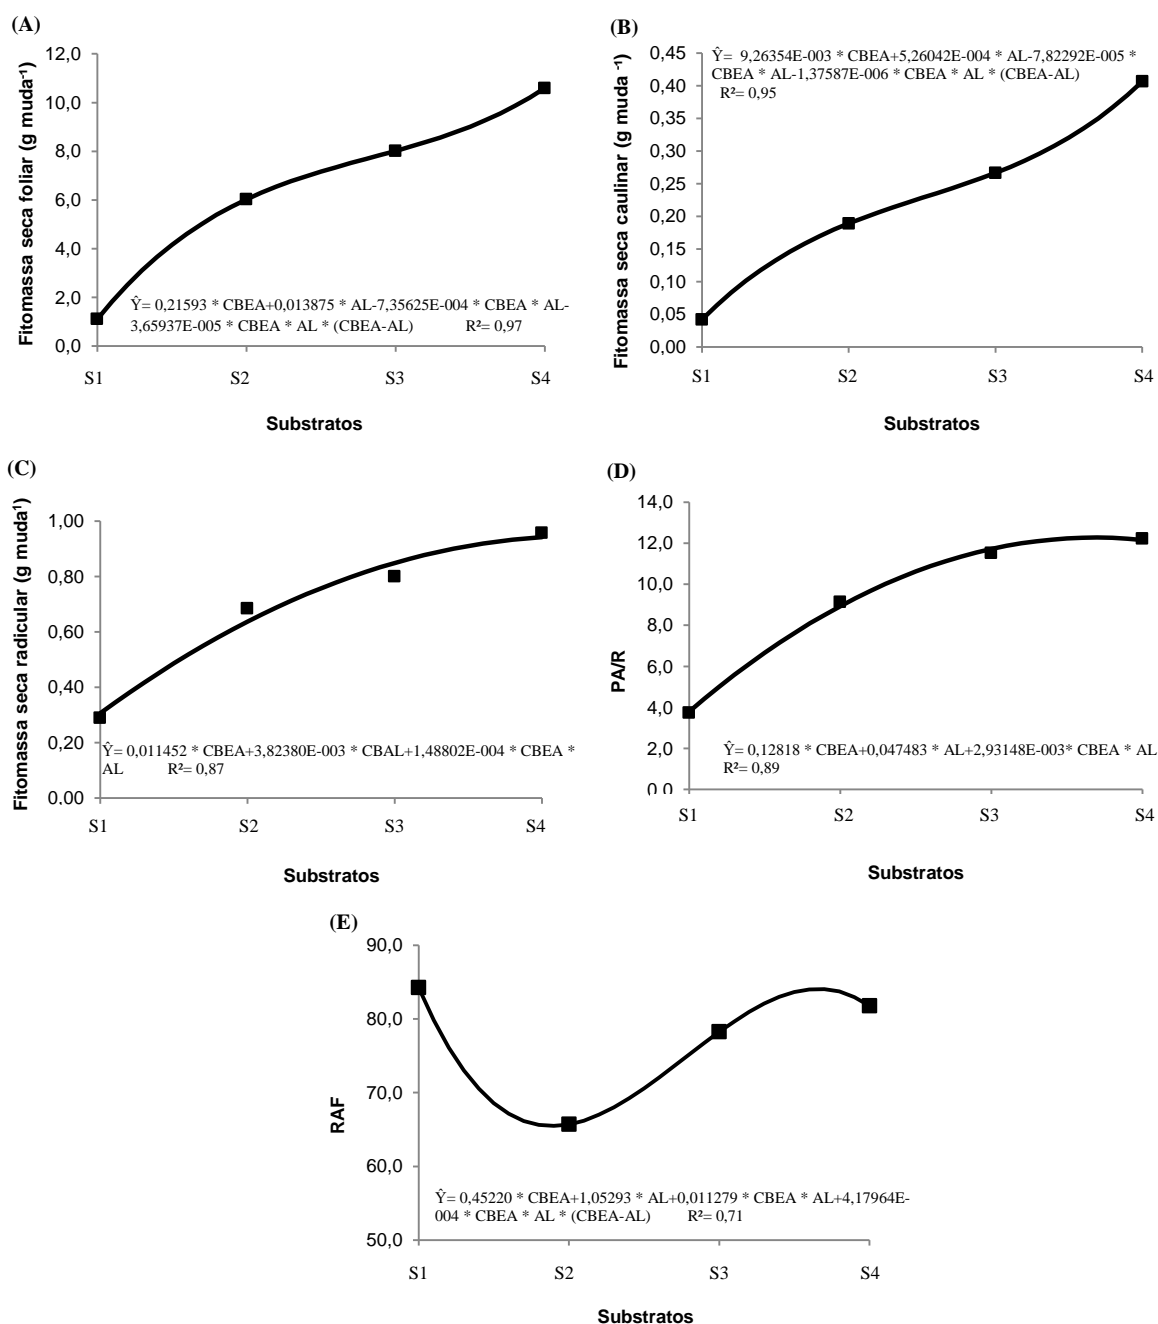 (A)
Fitomassa seca foliar (g muda⁻¹)
12,0
10,0
8,0
6,0
4,0
2,0
0,0
Ŷ= 0,21593 * CBEA+0,013875 * AL-7,35625E-004 * CBEA * AL-
3,65937E-005 * CBEA * AL * (CBEA-AL) R²= 0,97
S1 S2 S3 S4
Substratos
(B)
Fitomassa seca caulinar (g muda ⁻¹)
0,45
0,40
0,35
0,30
0,25
0,20
0,15
0,10
0,05
0,00
Ŷ= 9,26354E-003 * CBEA+5,26042E-004 * AL-7,82292E-005 *
CBEA * AL-1,37587E-006 * CBEA * AL * (CBEA-AL)
R²= 0,95
S1 S2 S3 S4
Substratos
(C)
Fitomassa seca radicular (g muda¹)
1,00
0,80
0,60
0,40
0,20
0.00
Ŷ= 0,011452 * CBEA+3,82380E-003 * CBAL+1,48802E-004 * CBEA *
AL R²= 0,87
S1 S2 S3 S4
Substratos
(D)
PA/R
14,0
12,0
10,0
8,0
6,0
4,0
2,0
0.0
Ŷ= 0,12818 * CBEA+0,047483 * AL+2,93148E-003* CBEA * AL
R²= 0,89
S1 S2 S3 S4
Substratos
(E)
RAF
90,0
80,0
70,0
60,0
50,0
Ŷ= 0,45220 * CBEA+1,05293 * AL+0,011279 * CBEA * AL+4,17964E-
004 * CBEA * AL * (CBEA-AL) R²= 0,71
S1 S2 S3 S4
Substratos